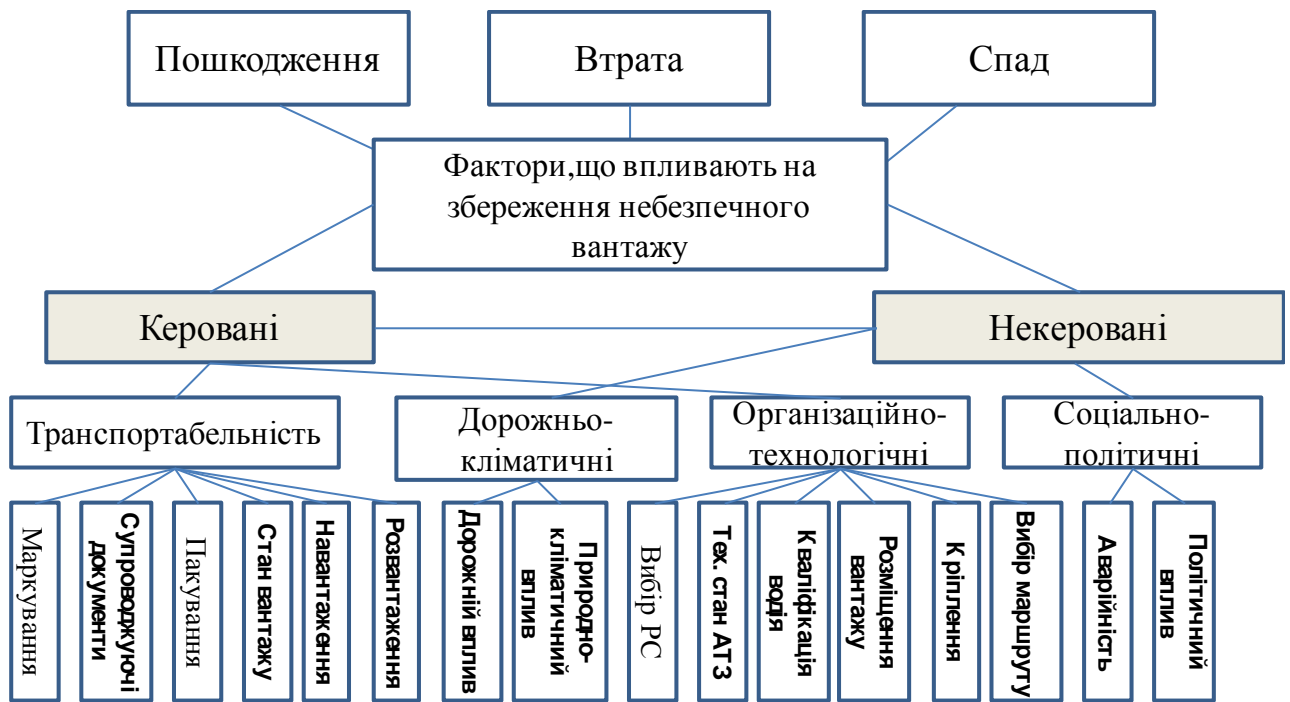 Пошкодження
Втрата
Спад
Фактори,що впливають на
збереження небезпечного
вантажу
Керовані
Некеровані
Транспортабельність
Дорожньо-
кліматичні
Організаційно-
технологічні
Соціально-
політичні
Маркування
Супроводжуючі
документи
Пакування
Стан вантажу
Навантаження
Розвантаження
Дорожній вплив
Природно-
кліматичний
вплив
Вибір РС
Тех. стан АТЗ
Кваліфікація
водія
Розміщення
вантажу
Кріплення
Вибір маршруту
Аварійність
Політичний
вплив